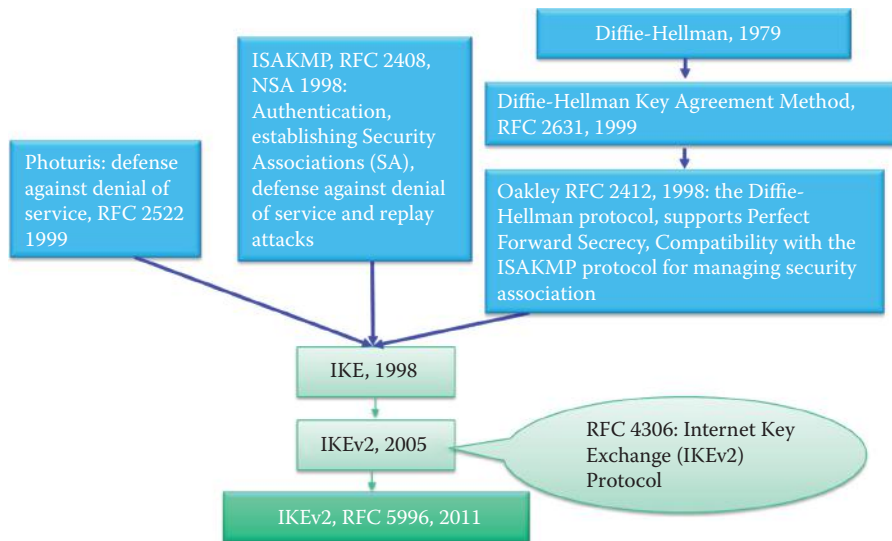 Diffie-Hellman, 1979
ISAKMP, RFC 2408,
NSA 1998:
Authentication,
establishing Security
Associations (SA),
defense against denial
of service and replay
attacks
Diffie-Hellman Key Agreement Method,
RFC 2631, 1999
Photuris: defense
against denial of
service, RFC 2522
1999
Oakley RFC 2412, 1998: the Diffie-
Hellman protocol, supports Perfect
Forward Secrecy, Compatibility with the
ISAKMP protocol for managing security
association
IKE, 1998
IKEv2, 2005
RFC 4306: Internet Key
Exchange (IKEv2)
Protocol
IKEv2, RFC 5996, 2011